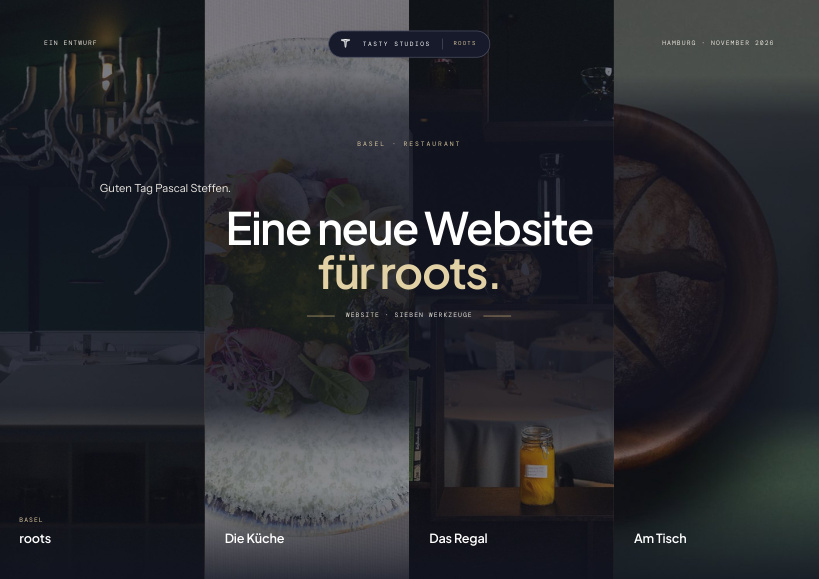 EIN ENTWURF
TASTY STUDIOS
ROOTS
HAMBURG · NOVEMBER 2026
BASEL · RESTAURANT
Guten Tag Pascal Steffen.
Eine neue Website
für roots.
WEBSITE · SIEBEN WERKZEUGE
BASEL
roots
Die Küche
Das Regal
Am Tisch